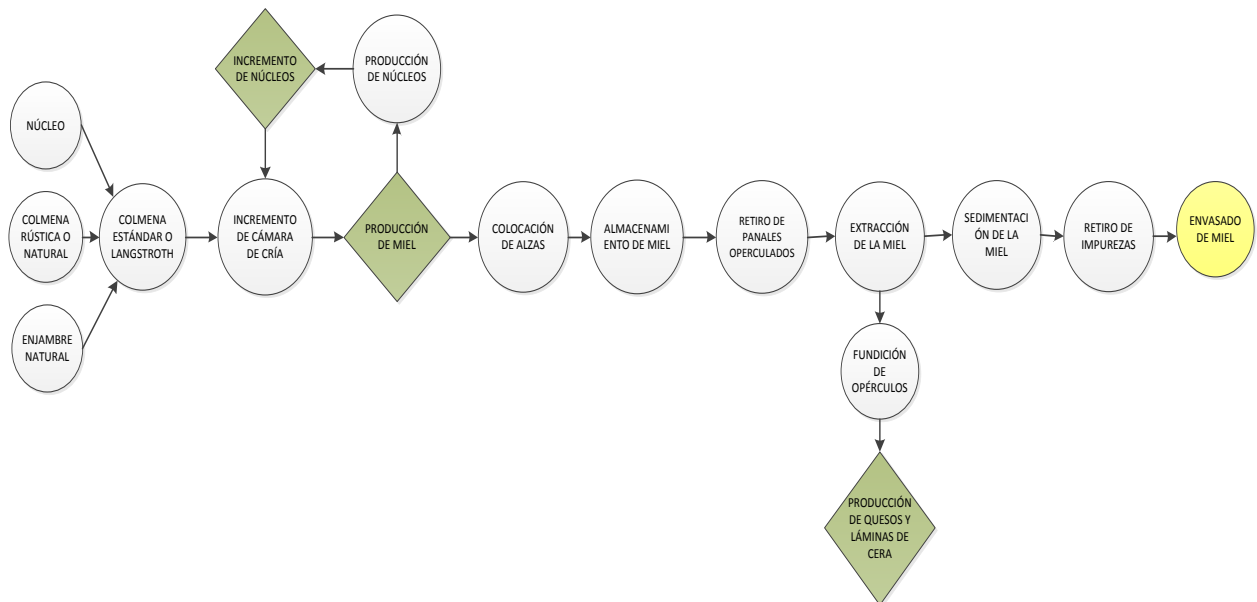 INCREMENTO
DE NÚCLEOS
PRODUCCIÓN
DE NÚCLEOS
NÚCLEO
COLMENA
RÚSTICA O
NATURAL
ENJAMBRE
NATURAL
COLMENA
ESTÁNDAR O
LANGSTROTH
INCREMENTO
DE CÁMARA
DE CRÍA
PRODUCCIÓN
DE MIEL
COLOCACIÓN
DE ALZAS
ALMACENAMI
ENTO DE MIEL
RETIRO DE
PANALES
OPERCULADOS
EXTRACCIÓN
DE LA MIEL
SEDIMENTACI
ÓN DE LA
MIEL
RETIRO DE
IMPUREZAS
ENVASADO
DE MIEL
FUNDICIÓN
DE
OPÉRCULOS
PRODUCCIÓN
DE QUESOS Y
LÁMINAS DE
CERA